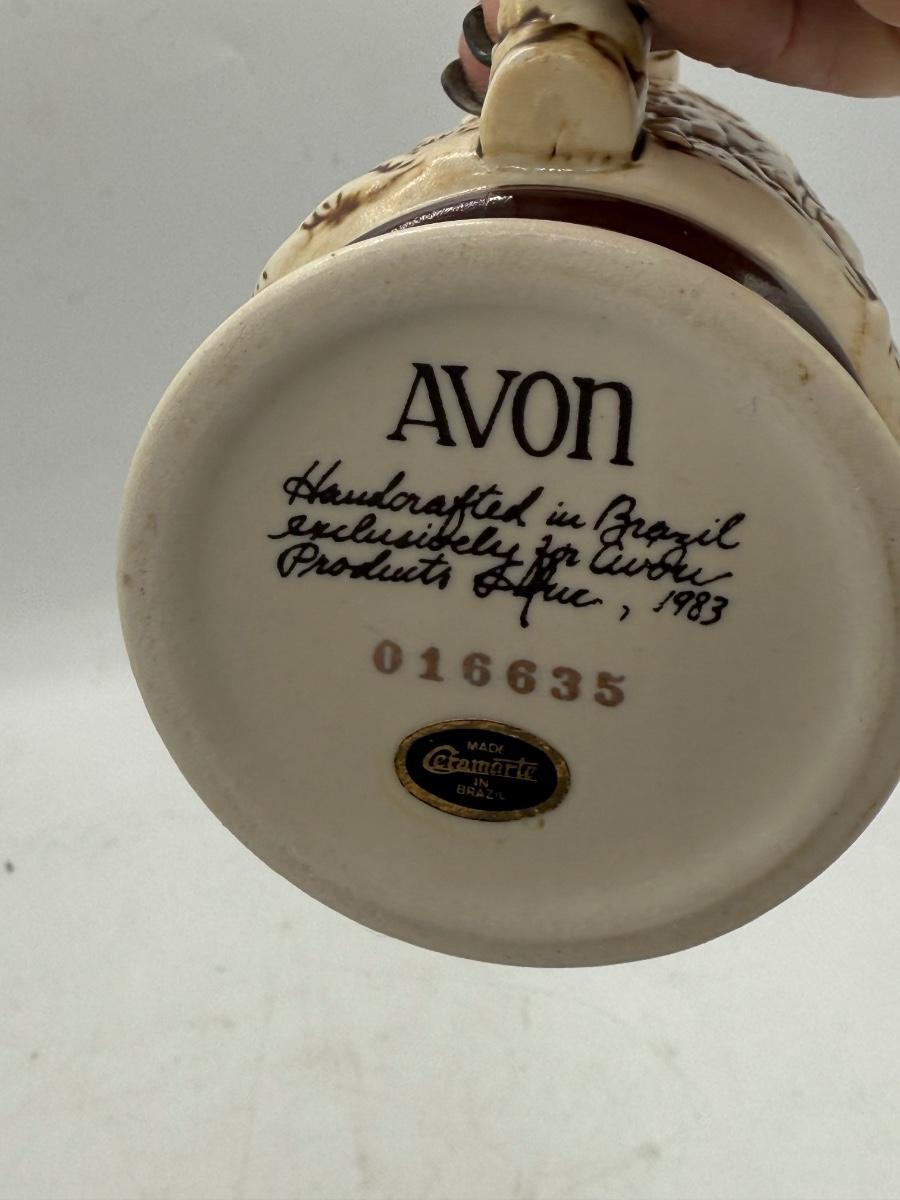 AVON
Handcrafted in Brazil
exclusively for Avon
Products Inc., 1983
016635
MADE
Ceramarte
IN
BRAZIL